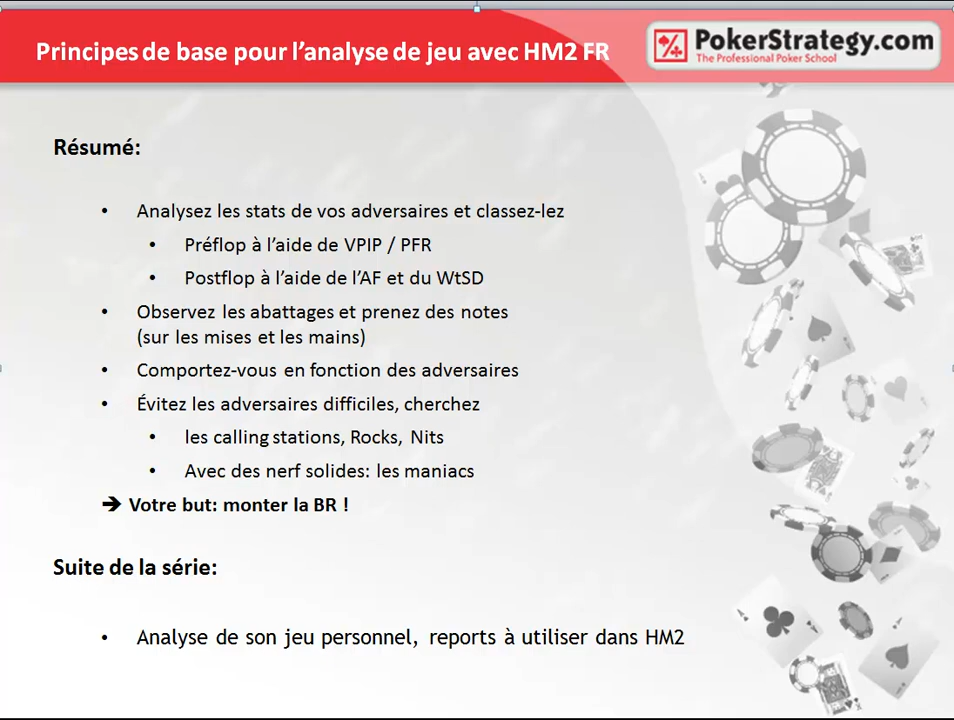 Principes de base pour l'analyse de jeu avec HM2 FR
PokerStrategy.com
The Professional Poker School
Résumé:
• Analysez les stats de vos adversaires et classez-lez
• Préflop à l'aide de VPIP / PFR
• Postflop à l'aide de l'AF et du WtSD
• Observez les abattages et prenez des notes
(sur les mises et les mains)
• Comportez-vous en fonction des adversaires
• Évitez les adversaires difficiles, cherchez
• les calling stations, Rocks, Nits
• Avec des nerf solides: les maniacs
➔ Votre but: monter la BR !
Suite de la série:
• Analyse de son jeu personnel, reports à utiliser dans HM2